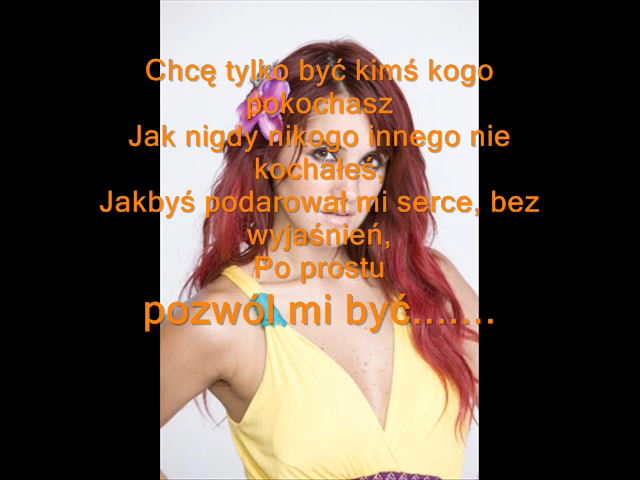 Chcę tylko być kimś kogo
pokochasz
Jak nigdy nikogo innego nie
kochałeś.
Jakbyś podarował mi serce, bez
wyjaśnień,
Po prostu
pozwól mi być.......